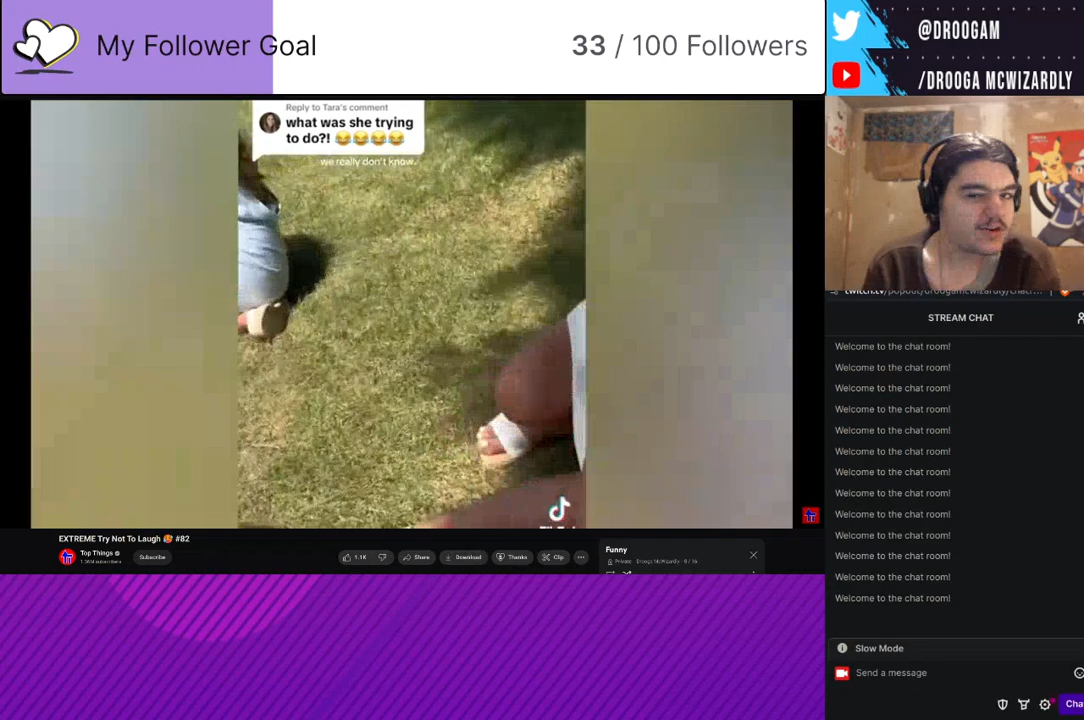 My Follower Goal
33 / 100 Followers
@DROOGAM
/DROOGA MCWIZARDLY
Reply to Tara's comment
what was she trying
to do?! 😂😂😂😂
we really don't know.
EXTREME Try Not To Laugh 🥵 #82
Top Things
Subscribe
1.1K
Share
Download
Thanks
Clip
Funny
Private
STREAM CHAT
Welcome to the chat room!
Welcome to the chat room!
Welcome to the chat room!
Welcome to the chat room!
Welcome to the chat room!
Welcome to the chat room!
Welcome to the chat room!
Welcome to the chat room!
Welcome to the chat room!
Welcome to the chat room!
Welcome to the chat room!
Welcome to the chat room!
Welcome to the chat room!
Slow Mode
Send a message
Cha